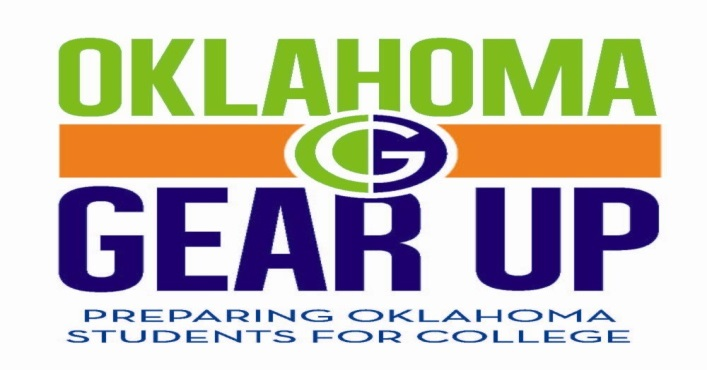 OKLAHOMA
G
GEAR UP
PREPARING OKLAHOMA
STUDENTS FOR COLLEGE